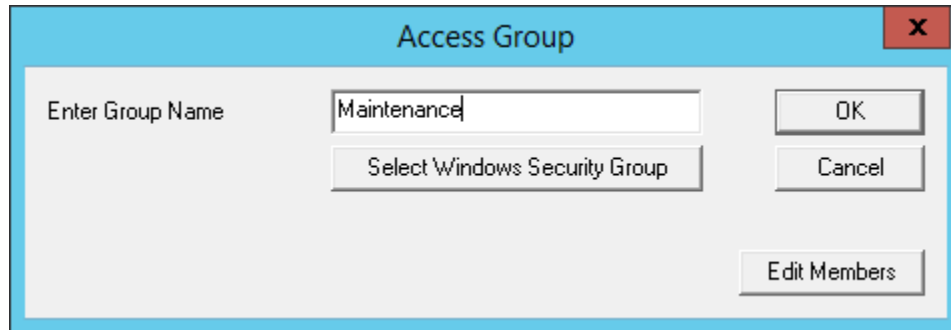 Access Group
x
Enter Group Name Maintenance OK
Select Windows Security Group Cancel
Edit Members